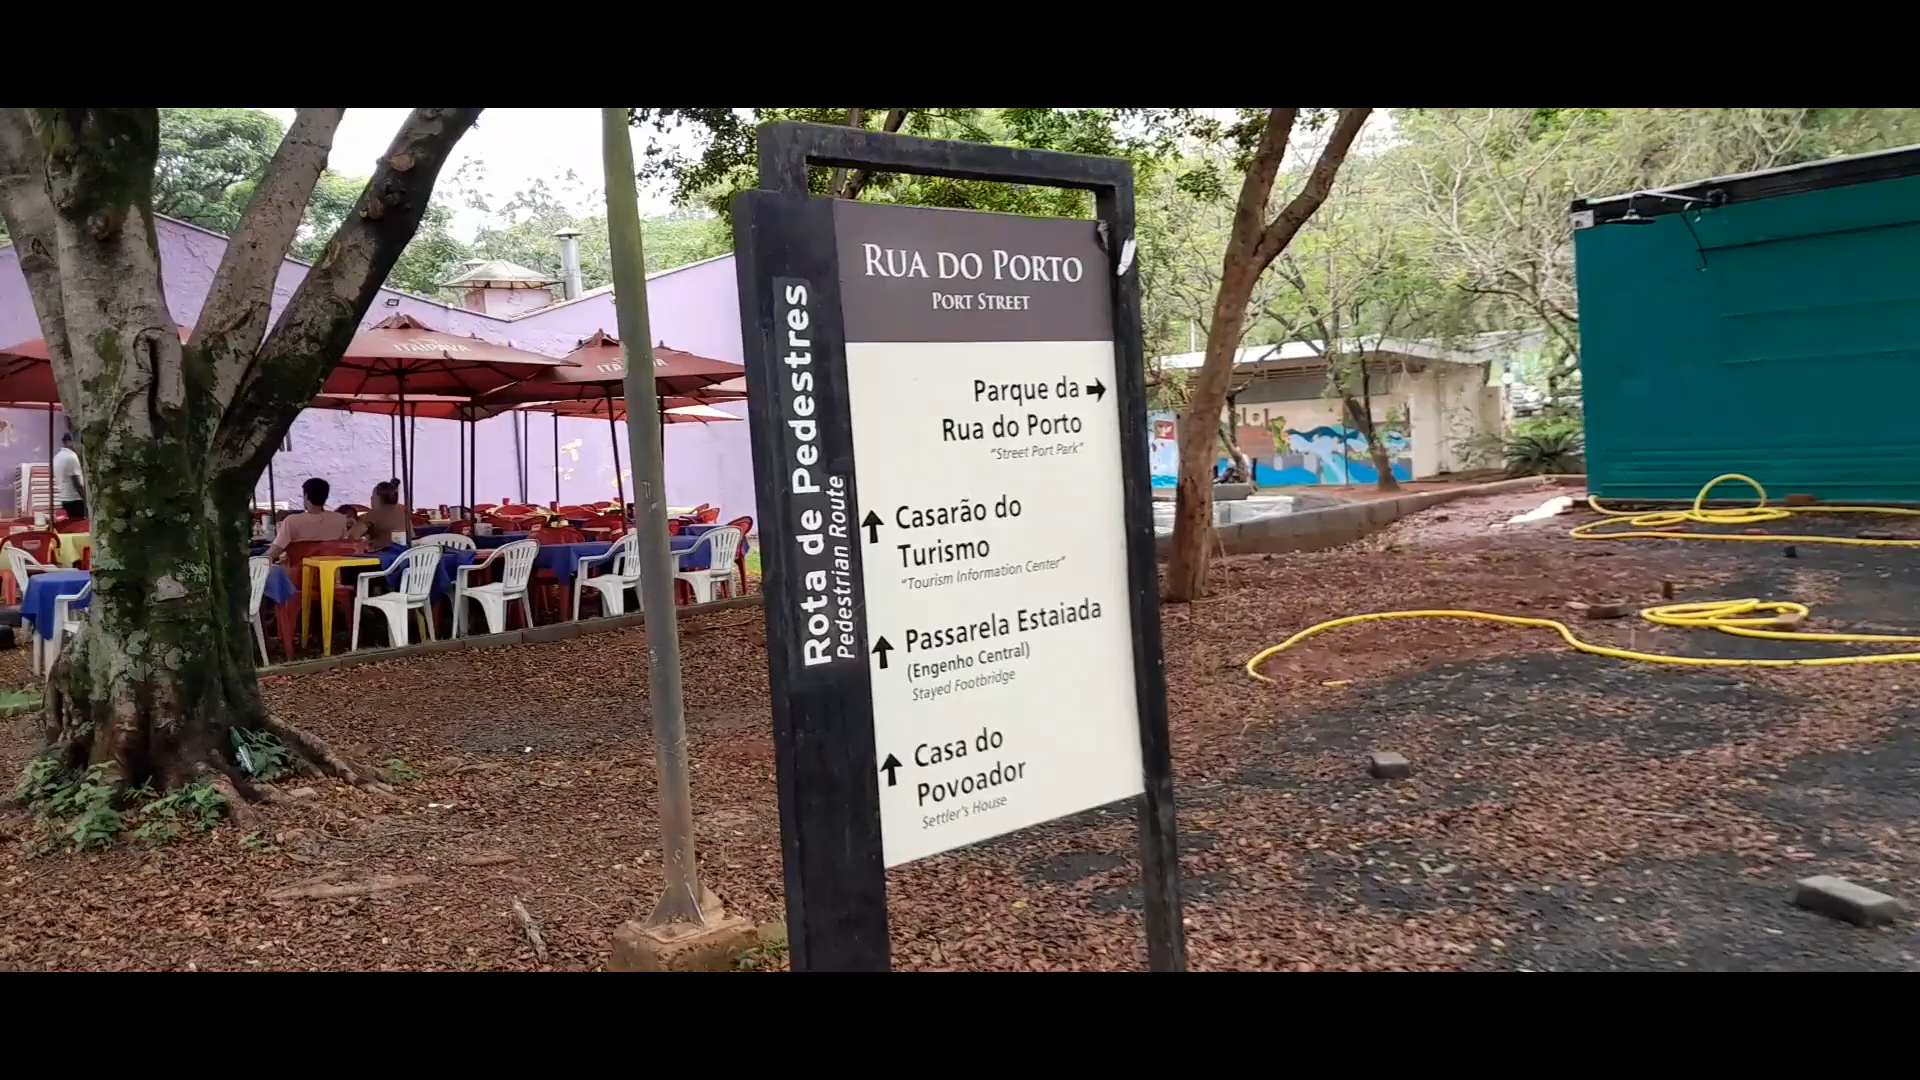 ITAIPAVA
Rota de Pedestres
Pedestrian Route
RUA DO PORTO
PORT STREET
Parque da
Rua do Porto
"Street Port Park"
Casarão do
Turismo
"Tourism Information Center"
Passarela Estaiada
(Engenho Central)
Stayed Footbridge
Casa do
Povoador
Settler's House